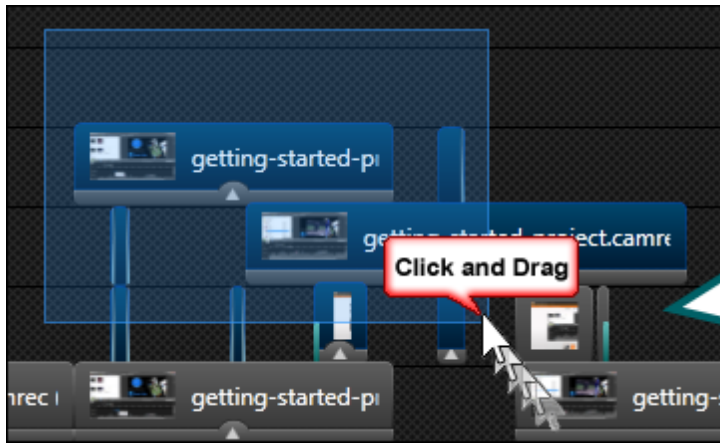 getting-started-pr
getting-started-project.camre
Click and Drag
nrec (
getting-started-pr
getting-s